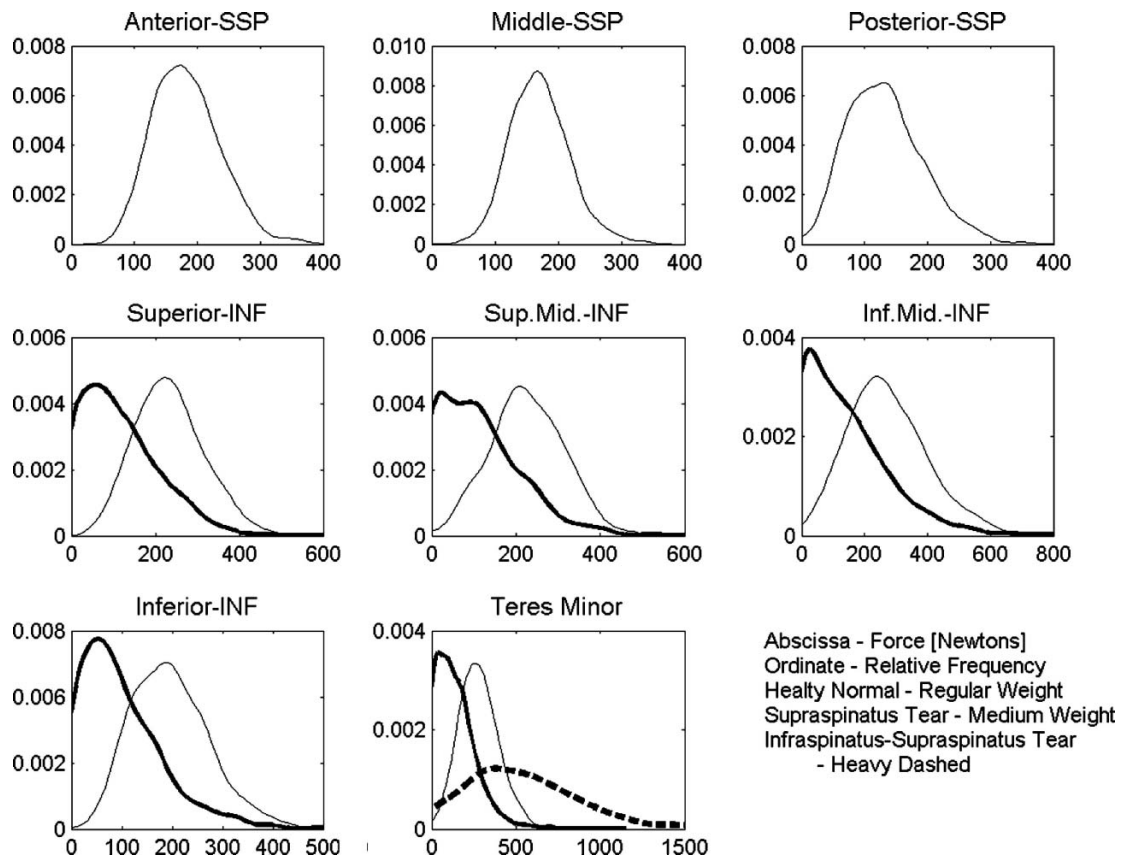 Anterior-SSP
0.008
0.006
0.004
0.002
0
0 100 200 300 400
Middle-SSP
0.010
0.008
0.006
0.004
0.002
0
0 100 200 300 400
Posterior-SSP
0.008
0.006
0.004
0.002
0
0 100 200 300 400
Superior-INF
0.006
0.004
0.002
0
0 200 400 600
Sup.Mid.-INF
0.006
0.004
0.002
0
0 200 400 600
Inf.Mid.-INF
0.004
0.002
0
0 200 400 600 800
Inferior-INF
0.008
0.006
0.004
0.002
0
0 100 200 300 400 500
Teres Minor
0.004
0.002
0
0 500 1000 1500
Abscissa - Force [Newtons]
Ordinate - Relative Frequency
Healty Normal - Regular Weight
Supraspinatus Tear - Medium Weight
Infraspinatus-Supraspinatus Tear
- Heavy Dashed